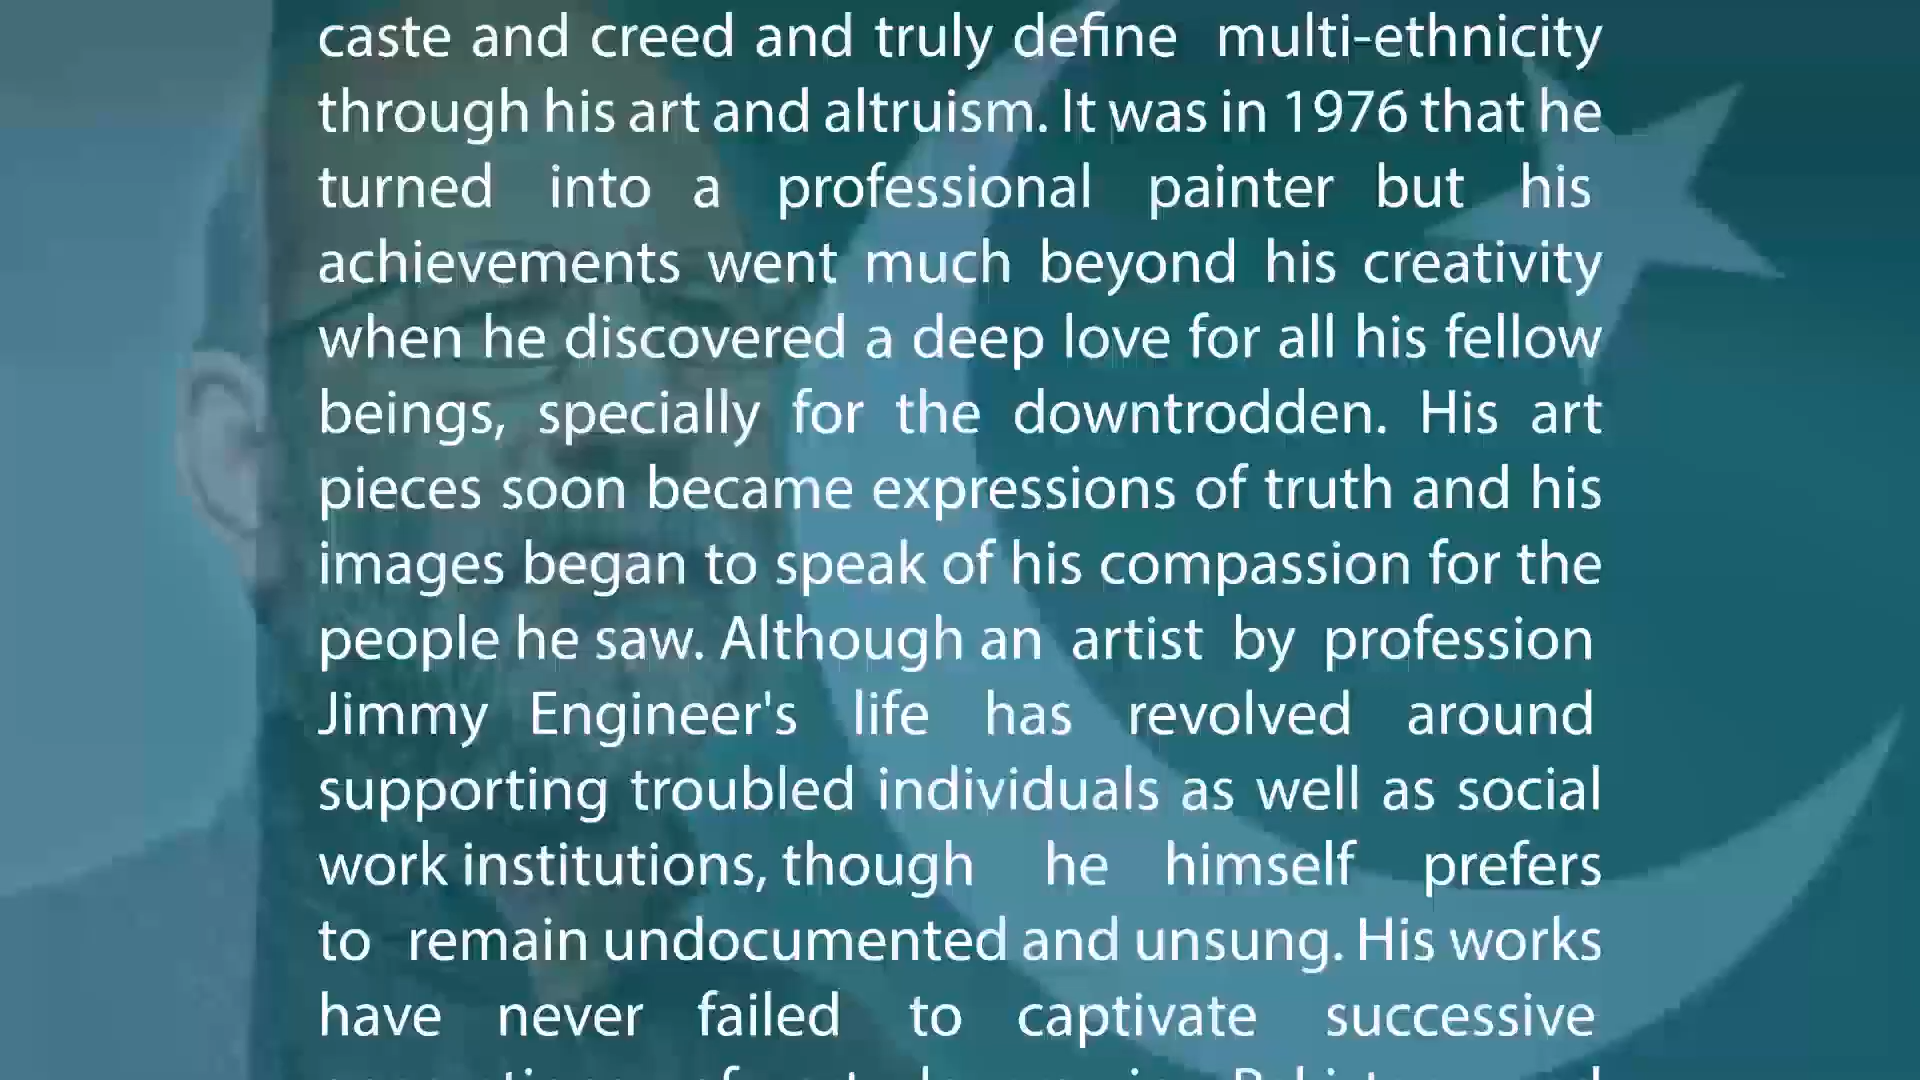 caste and creed and truly define multi-ethnicity
through his art and altruism. It was in 1976 that he
turned into a professional painter but his
achievements went much beyond his creativity
when he discovered a deep love for all his fellow
beings, specially for the downtrodden. His art
pieces soon became expressions of truth and his
images began to speak of his compassion for the
people he saw. Although an artist by profession
Jimmy Engineer's life has revolved around
supporting troubled individuals as well as social
work institutions, though he himself prefers
to remain undocumented and unsung. His works
have never failed to captivate successive